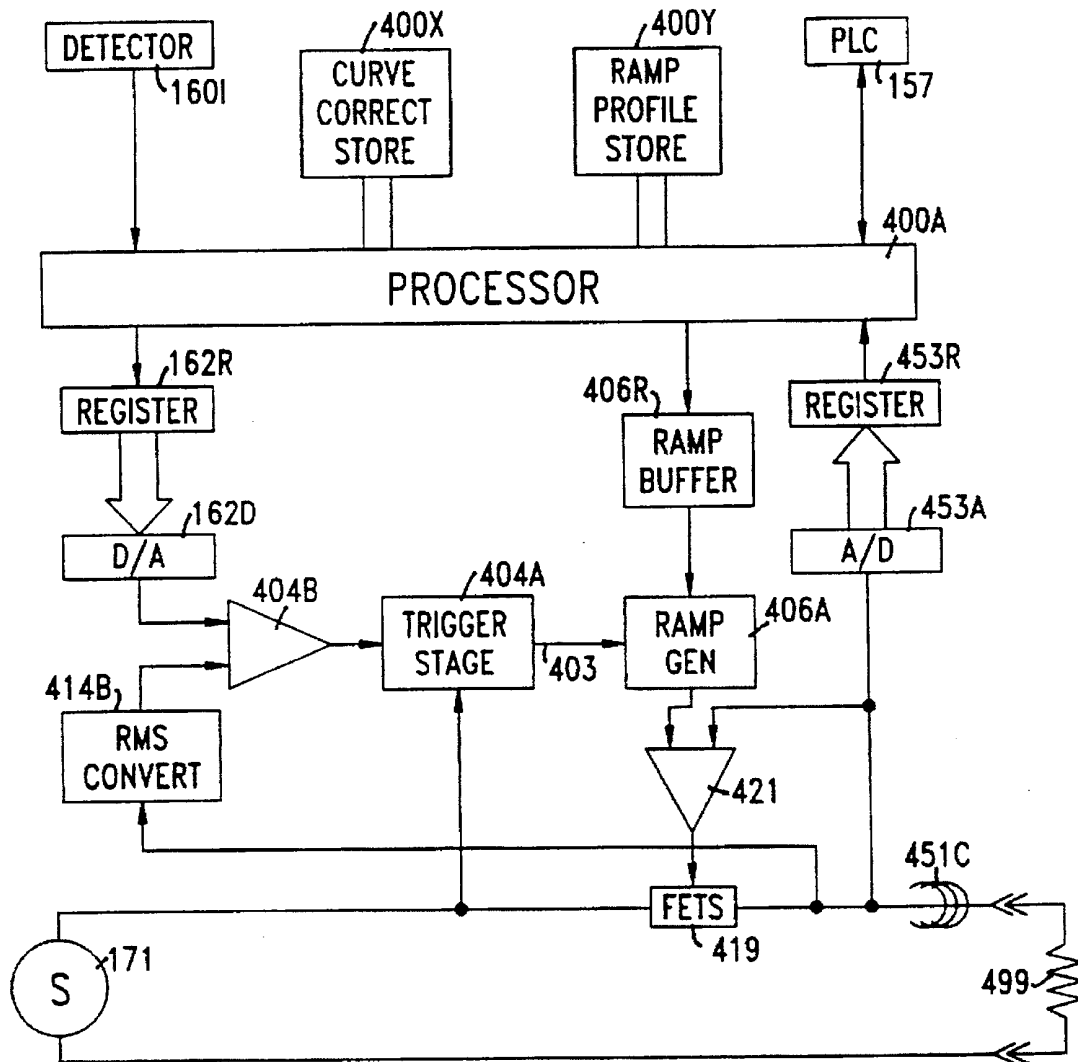 DETECTOR
160I
400X
CURVE
CORRECT
STORE
400Y
RAMP
PROFILE
STORE
PLC
157
400A
PROCESSOR
162R
REGISTER
406R
RAMP
BUFFER
453R
REGISTER
162D
D/A
453A
A/D
404B
404A
TRIGGER
STAGE
403
RAMP
GEN
406A
414B
RMS
CONVERT
421
451C
FETS
419
171
S
499